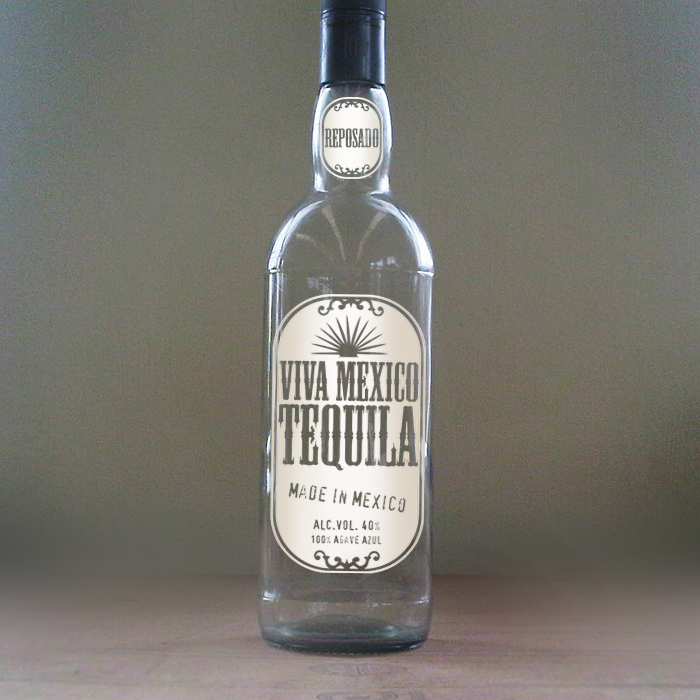 REPOSADO
VIVA MEXICO
TEQUILA
MADE IN MEXICO
ALC.VOL. 40%
100% AGAVE AZUL